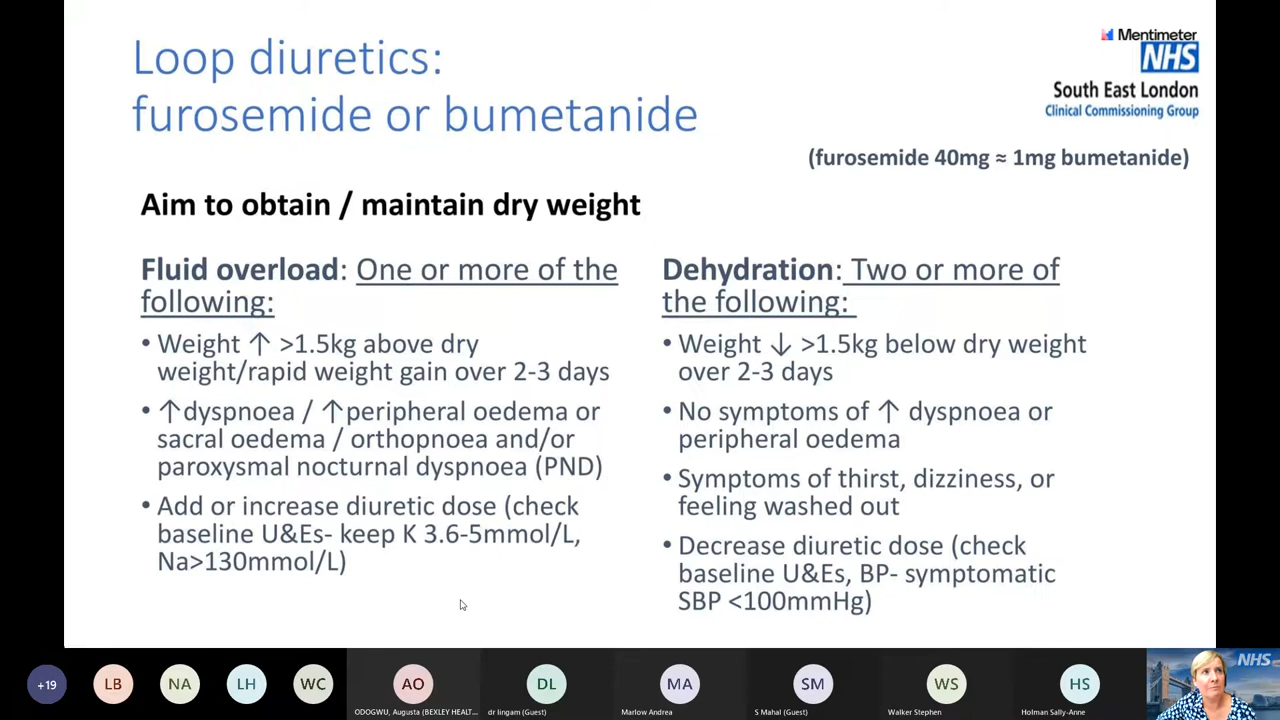 Loop diuretics:
furosemide or bumetanide
Mentimeter
NHS
South East London
Clinical Commissioning Group
(furosemide 40mg ≈ 1mg bumetanide)
Aim to obtain / maintain dry weight
Fluid overload: One or more of the
following:
• Weight ↑ >1.5kg above dry
weight/rapid weight gain over 2-3 days
• ↑dyspnoea / ↑peripheral oedema or
sacral oedema / orthopnoea and/or
paroxysmal nocturnal dyspnoea (PND)
• Add or increase diuretic dose (check
baseline U&Es- keep K 3.6-5mmol/L,
Na>130mmol/L)
Dehydration: Two or more of
the following:
• Weight ↓ >1.5kg below dry weight
over 2-3 days
• No symptoms of ↑ dyspnoea or
peripheral oedema
• Symptoms of thirst, dizziness, or
feeling washed out
• Decrease diuretic dose (check
baseline U&Es, BP- symptomatic
SBP <100mmHg)
+19
LB
NA
LH
WC
AO
ODOGWU, Augusta (BEXLEY HEALT...
DL
dr lingam (Guest)
MA
Marlow Andrea
SM
S Mahal (Guest)
WS
Walker Stephen
HS
Holman Sally-Anne
NHS